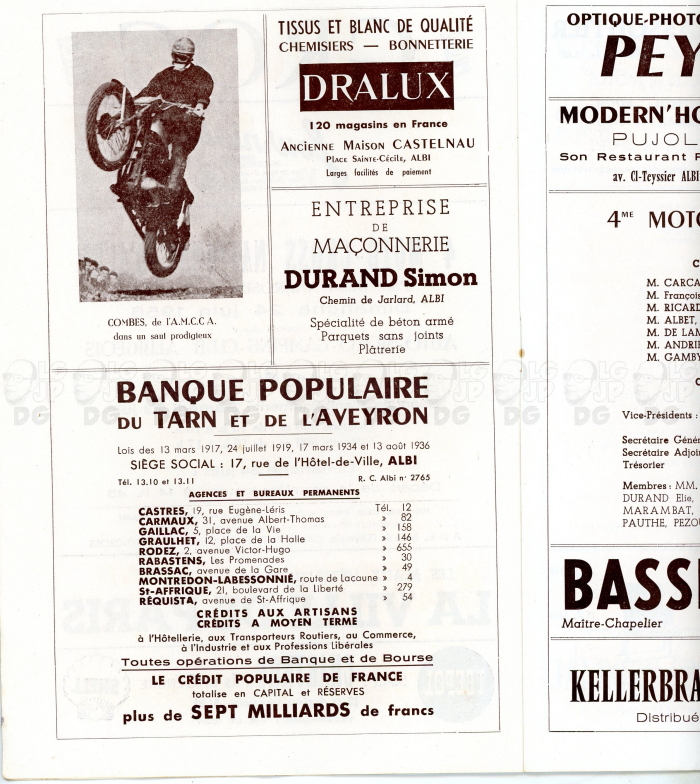 COMBES, de l'A.M.C.C A.
dans un saut prodigieux
TISSUS ET BLANC DE QUALITÉ
CHEMISIERS — BONNETTERIE
DRALUX
120 magasins en France
ANCIENNE MAISON CASTELNAU
PLACE SAINTE-CÉCILE, ALBI
Larges facilités de paiement
ENTREPRISE
DE
MAÇONNERIE
DURAND Simon
Chemin de Jarlard, ALBI
Spécialité de béton armé
Parquets sans joints
Plâtrerie
BANQUE POPULAIRE
DU TARN ET DE L'AVEYRON
Lois des 13 mars 1917, 24 juillet 1919, 17 mars 1934 et 13 août 1936
SIÈGE SOCIAL : 17, rue de l'Hôtel-de-Ville, ALBI
Tél. 13.10 et 13.11 R. C. Albi n° 2765
AGENCES ET BUREAUX PERMANENTS
CASTRES, 19, rue Eugène-Léris Tél. 12
CARMAUX, 31, avenue Albert-Thomas » 82
GAILLAC, 5, place de la Vie » 158
GRAULHET, 12, place de la Halle » 146
RODEZ, 2, avenue Victor-Hugo » 655
RABASTENS, Les Promenades » 30
BRASSAC, avenue de la Gare » 49
MONTREDON-LABESSONNIÉ, route de Lacaune » 4
St-AFFRIQUE, 21, boulevard de la Liberté » 279
RÉQUISTA, avenue de St-Affrique » 54
CRÉDITS AUX ARTISANS
CRÉDITS A MOYEN TERME
à l'Hôtellerie, aux Transporteurs Routiers, au Commerce,
à l'Industrie et aux Professions Libérales
Toutes opérations de Banque et de Bourse
LE CRÉDIT POPULAIRE DE FRANCE
totalise en CAPITAL et RÉSERVES
plus de SEPT MILLIARDS de francs
OPTIQUE-PHOTO
PEY
MODERN'HO
PUJOL
Son Restaurant
av. Cl-Teyssier ALBI
4ME MOTO
M. CARCA
M. François
M. RICARD
M. ALBET,
M. DE LAM
M. ANDRIE
M. GAMBY
Vice-Présidents :
Secrétaire Génér
Secrétaire Adjoin
Trésorier
Membres : MM.
DURAND Elie,
MARAMBAT,
PAUTHE, PEZO
BASS
Maître-Chapelier
KELLERBRA
Distribué
LG JP DG